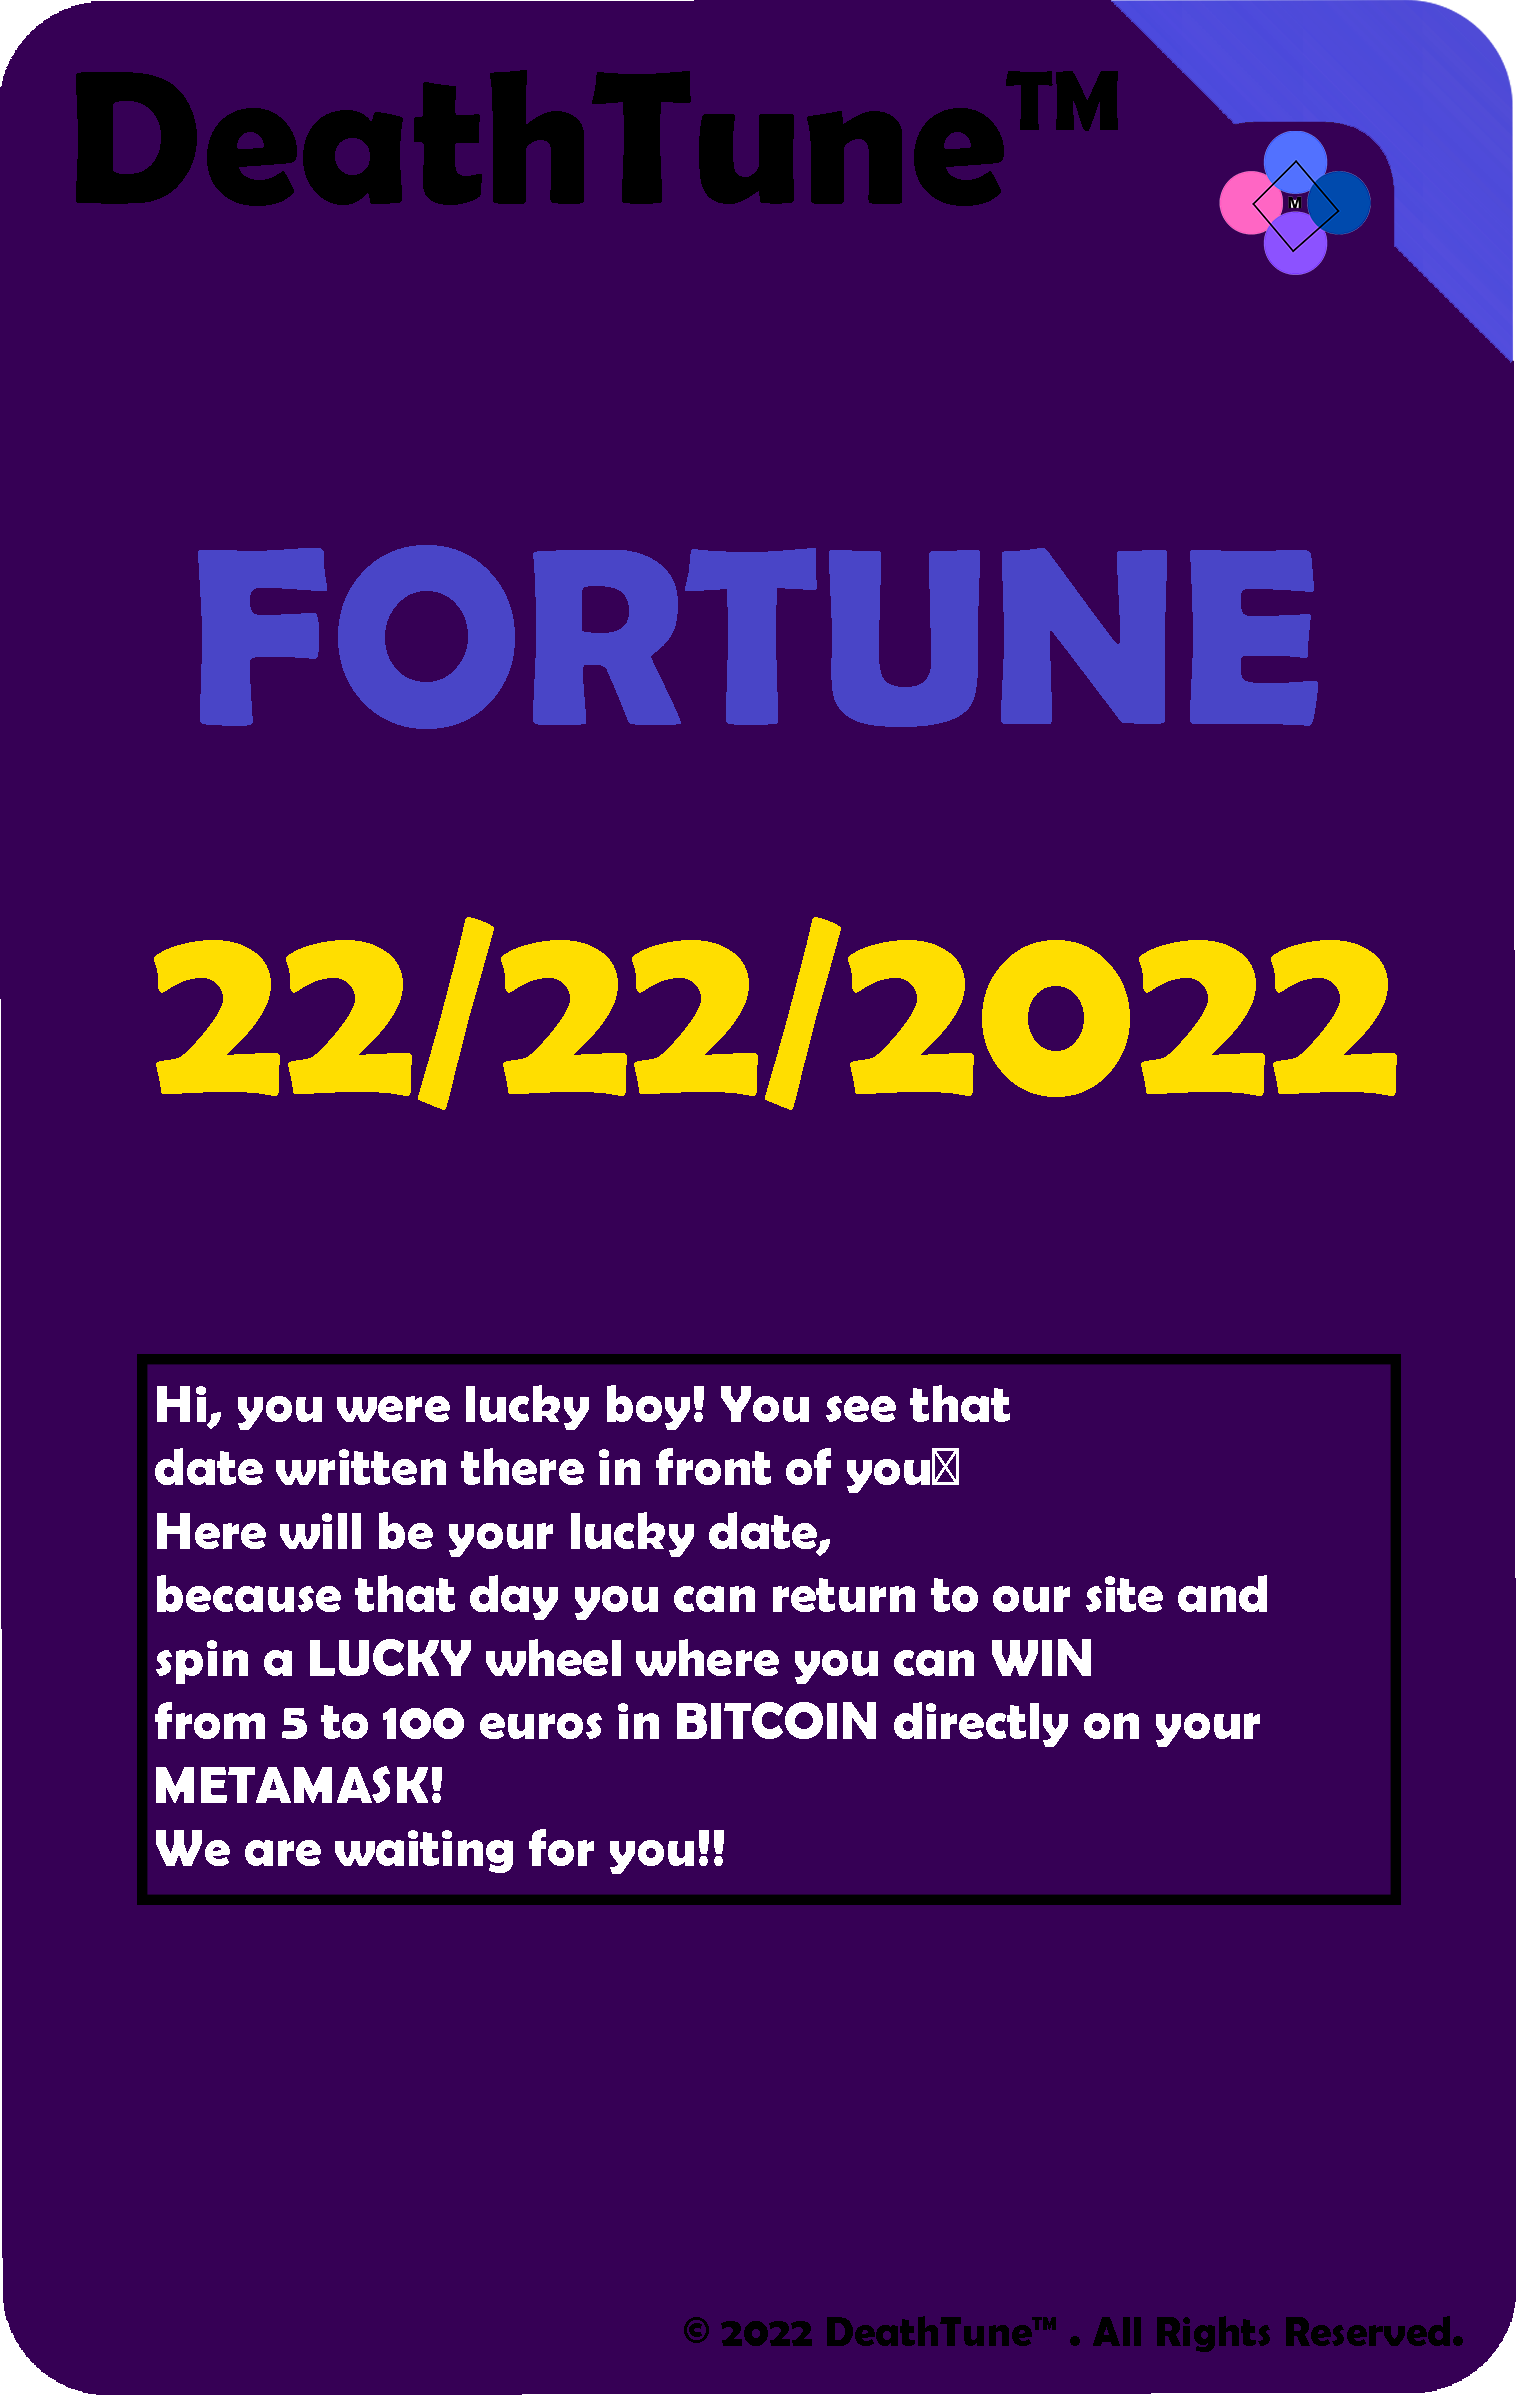 DeathTune™
M
FORTUNE
22/22/2022
Hi, you were lucky boy! You see that
date written there in front of you
Here will be your lucky date,
because that day you can return to our site and
spin a LUCKY wheel where you can WIN
from 5 to 100 euros in BITCOIN directly on your
METAMASK!
We are waiting for you!!
© 2022 DeathTune™ . All Rights Reserved.